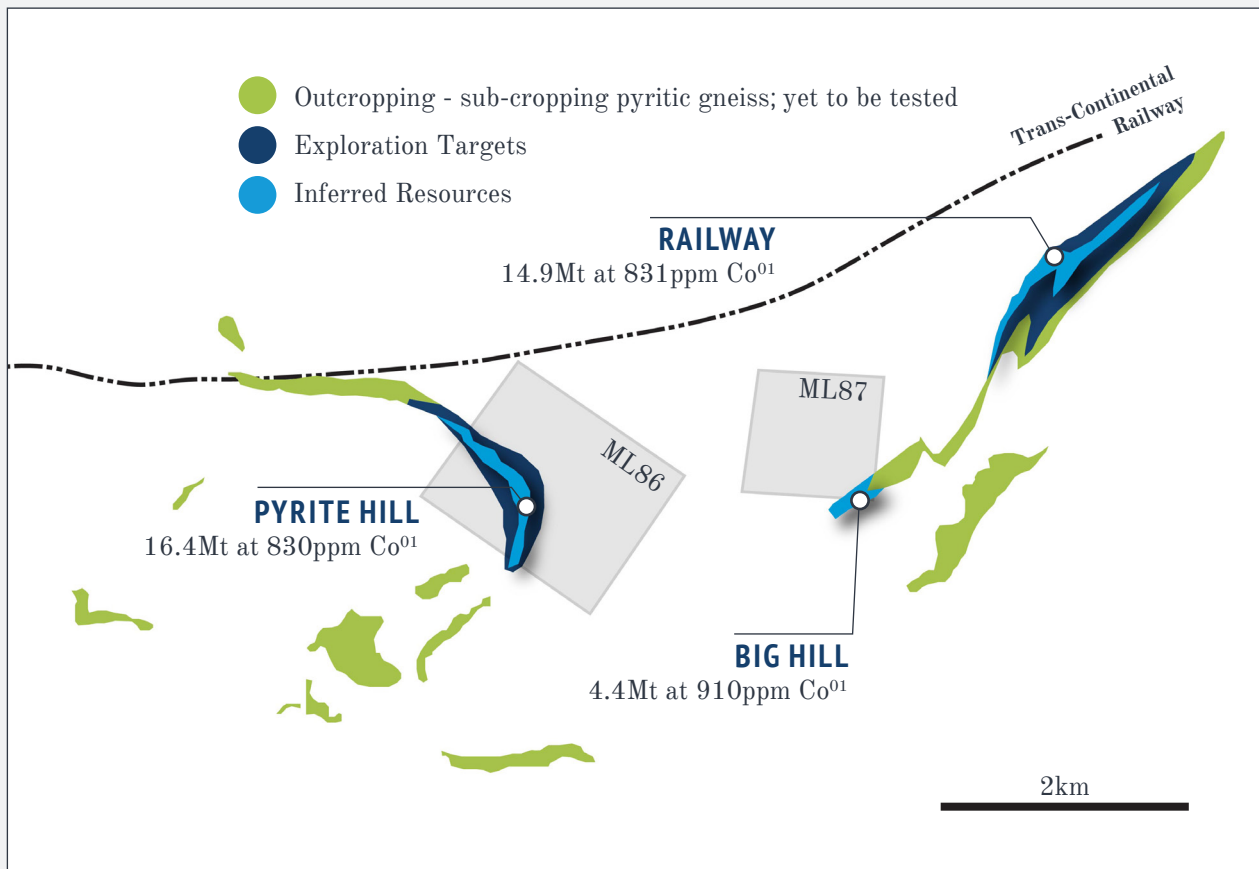 Outcropping - sub-cropping pyritic gneiss; yet to be tested
Exploration Targets
Inferred Resources
Trans-Continental
Railway
RAILWAY
14.9Mt at 831ppm Co⁰¹
ML87
ML86
PYRITE HILL
16.4Mt at 830ppm Co⁰¹
BIG HILL
4.4Mt at 910ppm Co⁰¹
2km